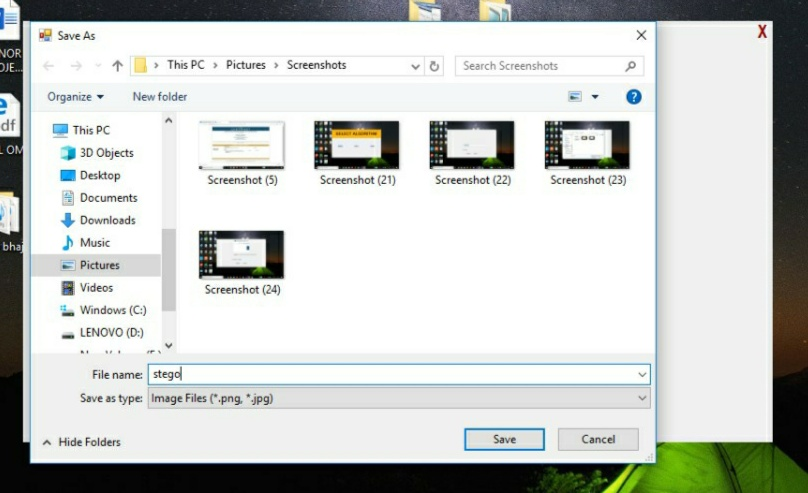 Save As
X
This PC > Pictures > Screenshots
Search Screenshots
Organize
New folder
?
This PC
3D Objects
Desktop
Documents
Downloads
Music
Pictures
Videos
Windows (C:)
LENOVO (D:)
Screenshot (5)
Screenshot (21)
Screenshot (22)
Screenshot (23)
Screenshot (24)
File name: stego
Save as type: Image Files (*.png, *.jpg)
Hide Folders
Save
Cancel
NOR
OJE...
df
L OM
bhaj
SELECT ALGORITHM